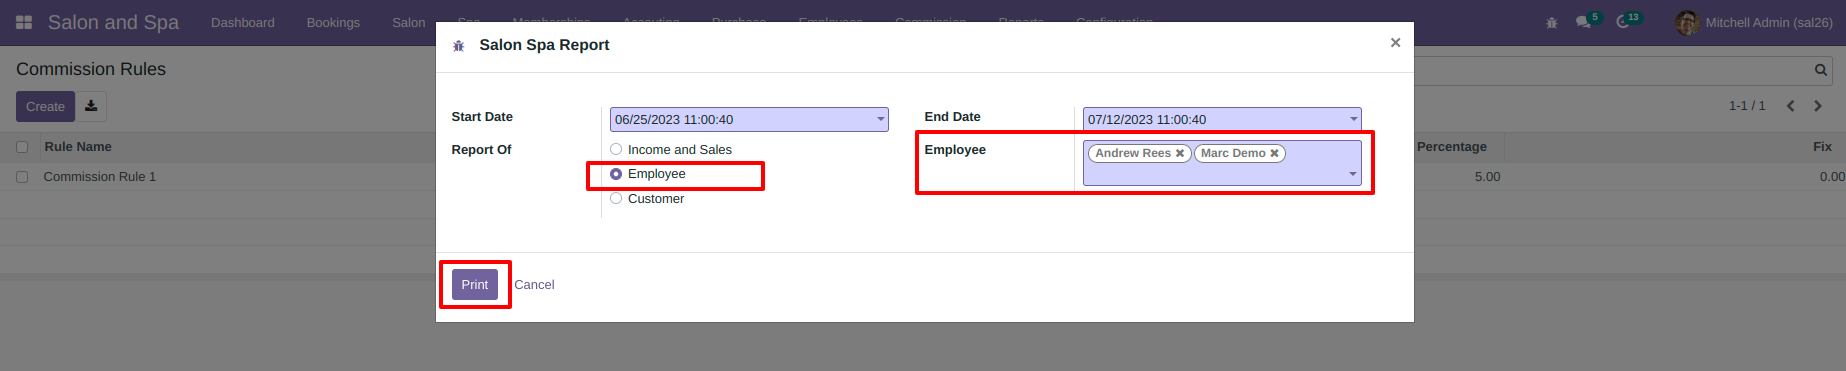 Salon and Spa Dashboard Bookings Salon Spa Memberships Accouting Purchase Employees Commission Reports Configuration 5 13 Mitchell Admin (sal26)
Salon Spa Report ×
Commission Rules
Create
1-1 / 1
Start Date 06/25/2023 11:00:40 End Date 07/12/2023 11:00:40
Rule Name Percentage Fix
Report Of Income and Sales Employee Andrew Rees ✖ Marc Demo ✖
Employee
Commission Rule 1 5.00 0.00
Customer
Print Cancel